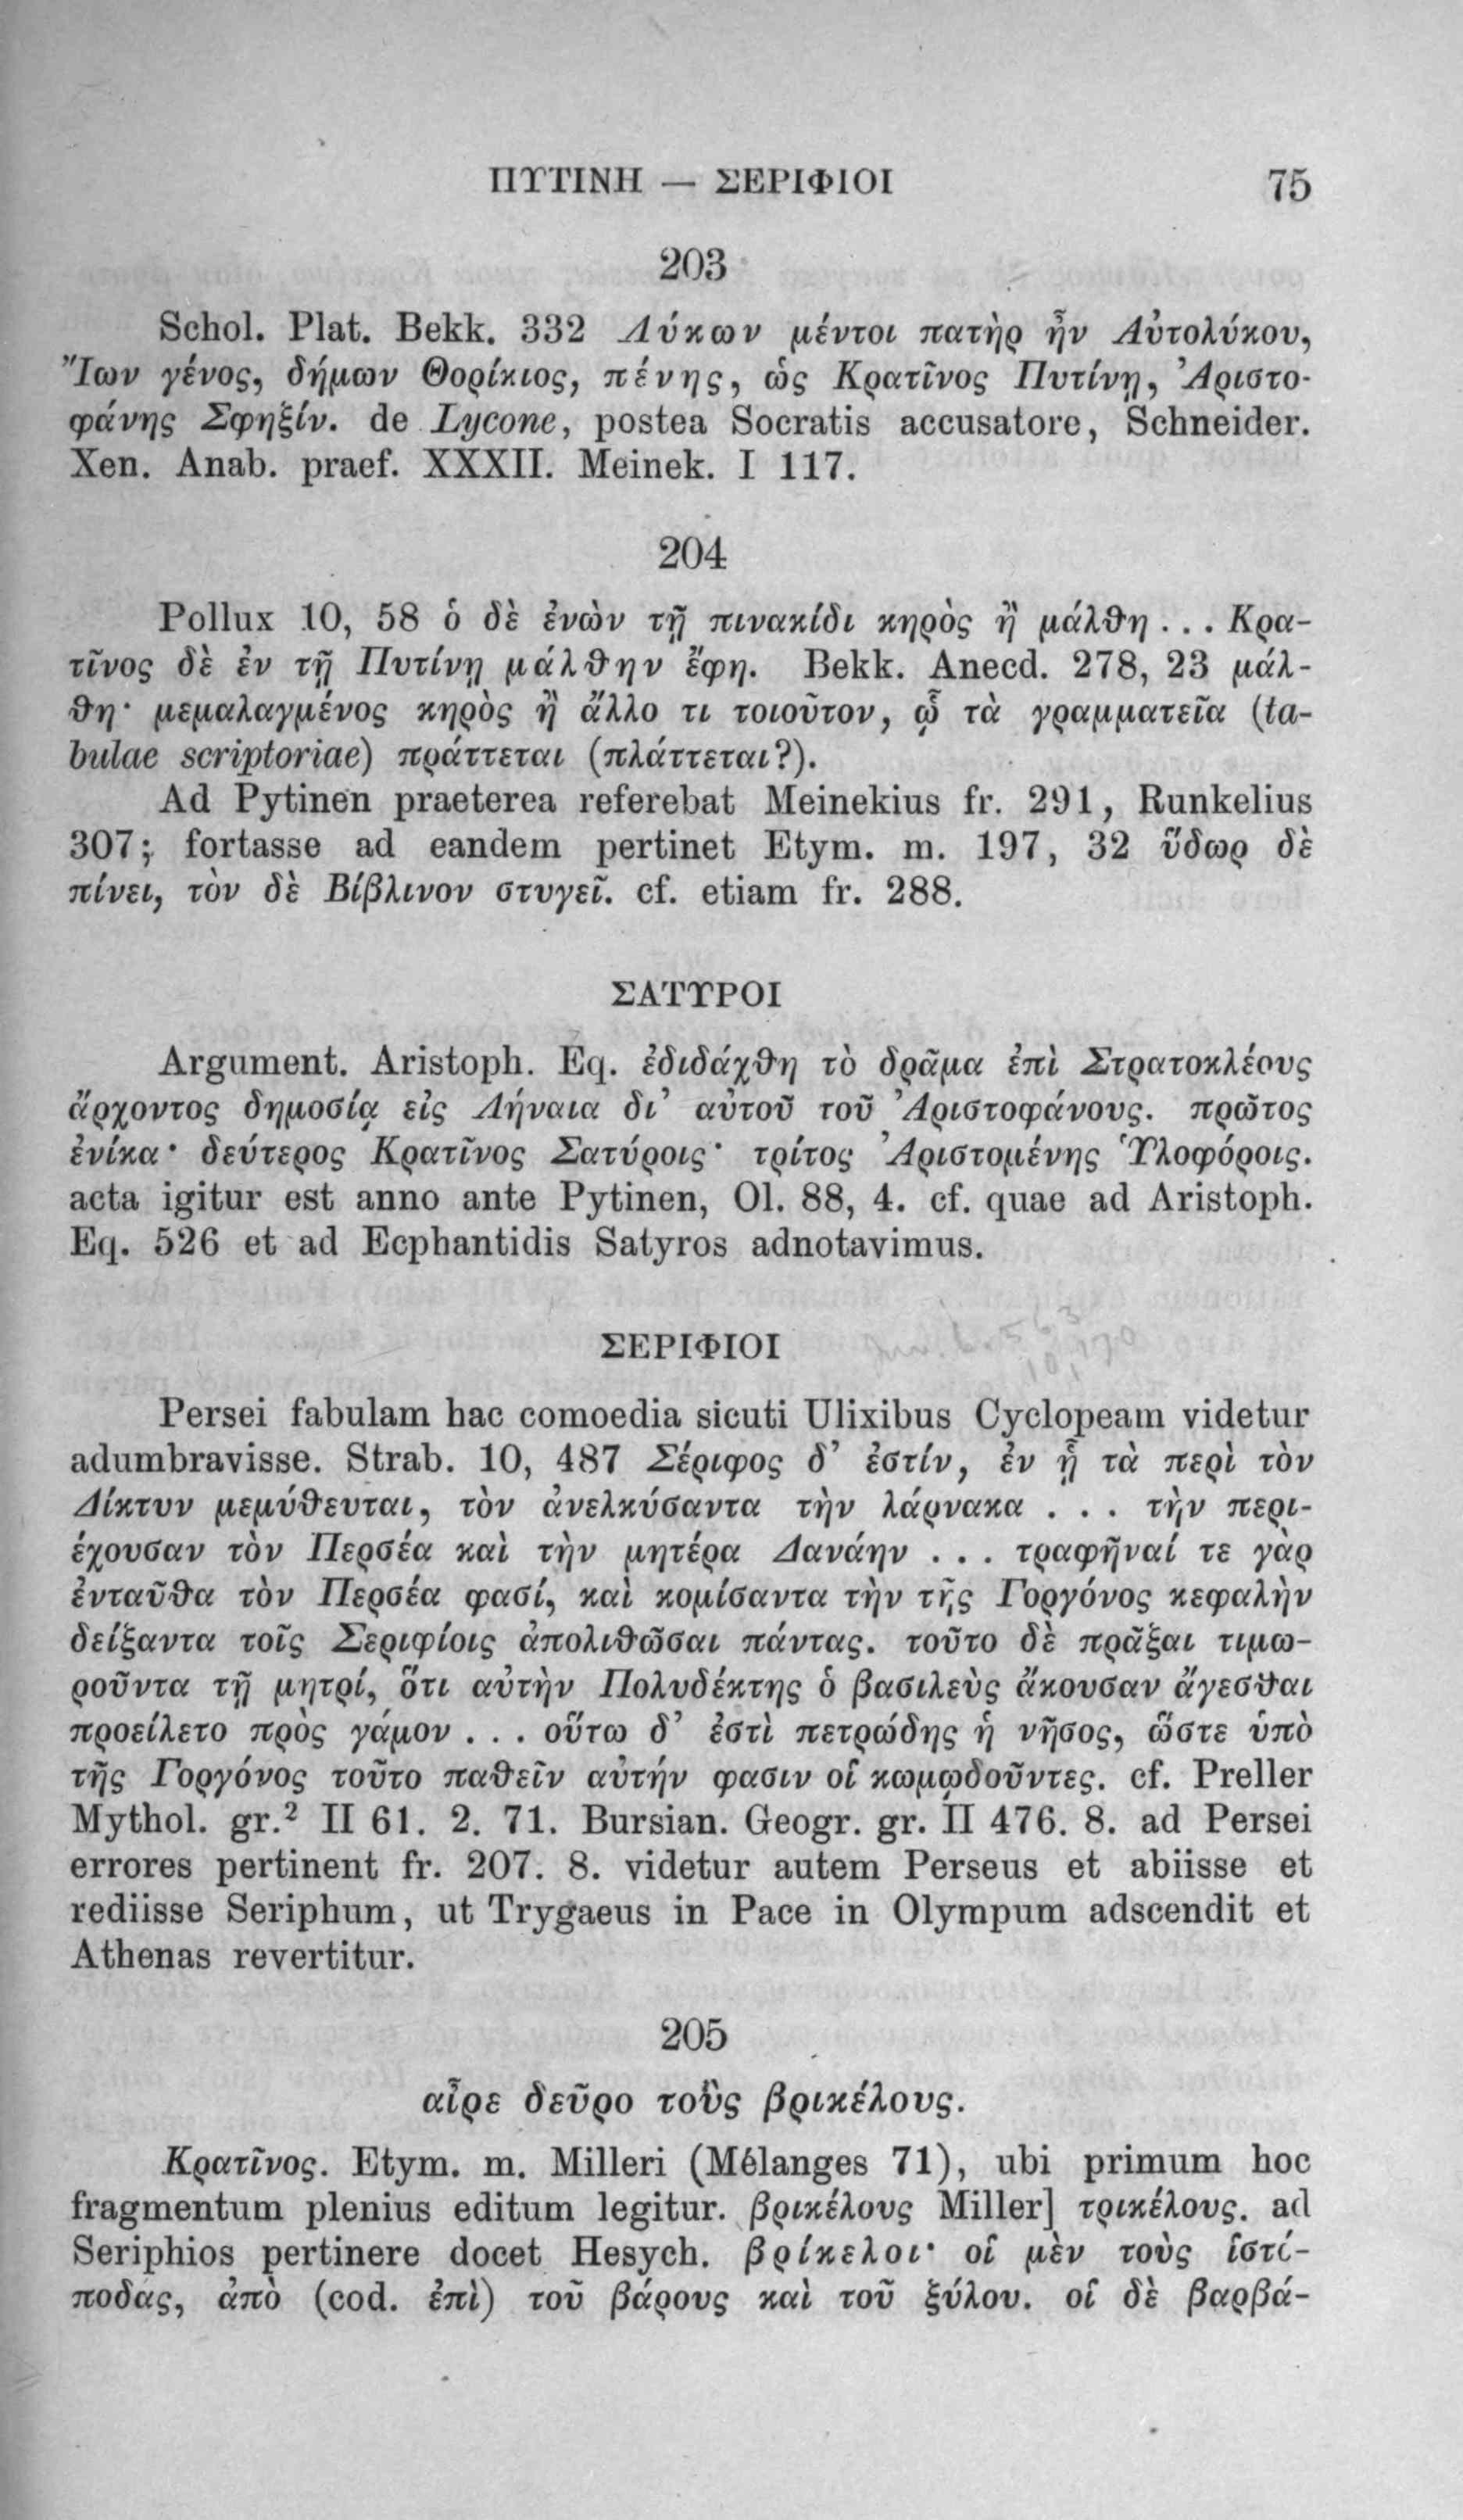 ΠΥΤΙΝΗ — ΣΕΡΙΦΙΟΙ 75
203
Schol. Plat. Bekk. 332 Λύκων μέντοι πατὴρ ἦν Αὐτολύκου,
Ἴων γένος, δήμων Θορίκιος, πένης, ὡς Κρατῖνος Πυτίνῃ, Ἀριστο-
φάνης Σφηξίν. de Lycone, postea Socratis accusatore, Schneider.
Xen. Anab. praef. XXXII. Meinek. I 117.
204
Pollux 10, 58 ὁ δὲ ἐνὼν τῇ πινακίδι κηρὸς ἢ μάλθη... Κρα-
τῖνος δὲ ἐν τῇ Πυτίνῃ μάλθην ἔφη. Bekk. Anecd. 278, 23 μάλ-
θη· μεμαλαγμένος κηρὸς ἢ ἄλλο τι τοιοῦτον, ᾧ τὰ γραμματεῖα (ta-
bulae scriptoriae) πράττεται (πλάττεται?).
Ad Pytinen praeterea referebat Meinekius fr. 291, Runkelius
307; fortasse ad eandem pertinet Etym. m. 197, 32 ὕδωρ δὲ
πίνει, τὸν δὲ Βίβλινον στυγεῖ. cf. etiam fr. 288.
ΣΑΤΥΡΟΙ
Argument. Aristoph. Eq. ἐδιδάχθη τὸ δρᾶμα ἐπὶ Στρατοκλέους
ἄρχοντος δημοσίᾳ εἰς Λήναια δι’ αὐτοῦ τοῦ Ἀριστοφάνους. πρῶτος
ἐνίκα· δεύτερος Κρατῖνος Σατύροις· τρίτος Ἀριστομένης Ὑλοφόροις.
acta igitur est anno ante Pytinen, Ol. 88, 4. cf. quae ad Aristoph.
Eq. 526 et ad Ecphantidis Satyros adnotavimus.
ΣΕΡΙΦΙΟΙ
Persei fabulam hac comoedia sicuti Ulixibus Cyclopeam videtur
adumbravisse. Strab. 10, 487 Σέριφος δ’ ἐστίν, ἐν ᾗ τὰ περὶ τὸν
Δίκτυν μεμύθευται, τὸν ἀνελκύσαντα τὴν λάρνακα . . . τὴν περι-
έχουσαν τὸν Περσέα καὶ τὴν μητέρα Δανάην . . . τραφῆναί τε γὰρ
ἐνταῦθα τὸν Περσέα φασί, καὶ κομίσαντα τὴν τῆς Γοργόνος κεφαλὴν
δείξαντα τοῖς Σεριφίοις ἀπολιθῶσαι πάντας. τοῦτο δὲ πρᾶξαι τιμω-
ροῦντα τῇ μητρί, ὅτι αὐτὴν Πολυδέκτης ὁ βασιλεὺς ἄκουσαν ἄγεσθαι
προείλετο πρὸς γάμον . . . οὕτω δ’ ἐστὶ πετρώδης ἡ νῆσος, ὥστε ὑπὸ
τῆς Γοργόνος τοῦτο παθεῖν αὐτήν φασιν οἱ κωμῳδοῦντες. cf. Preller
Mythol. gr.² II 61. 2. 71. Bursian. Geogr. gr. II 476. 8. ad Persei
errores pertinent fr. 207. 8. videtur autem Perseus et abiisse et
rediisse Seriphum, ut Trygaeus in Pace in Olympum adscendit et
Athenas revertitur.
205
αἶρε δεῦρο τοὺς βρικέλους.
Κρατῖνος. Etym. m. Milleri (Mélanges 71), ubi primum hoc
fragmentum plenius editum legitur. βρικέλους Miller] τρικέλους. ad
Seriphios pertinere docet Hesych. βρίκελοι· οἱ μὲν τοὺς ἱστί-
ποδας, ἀπὸ (cod. ἐπὶ) τοῦ βάρους καὶ τοῦ ξύλου. οἱ δὲ βαρβά-